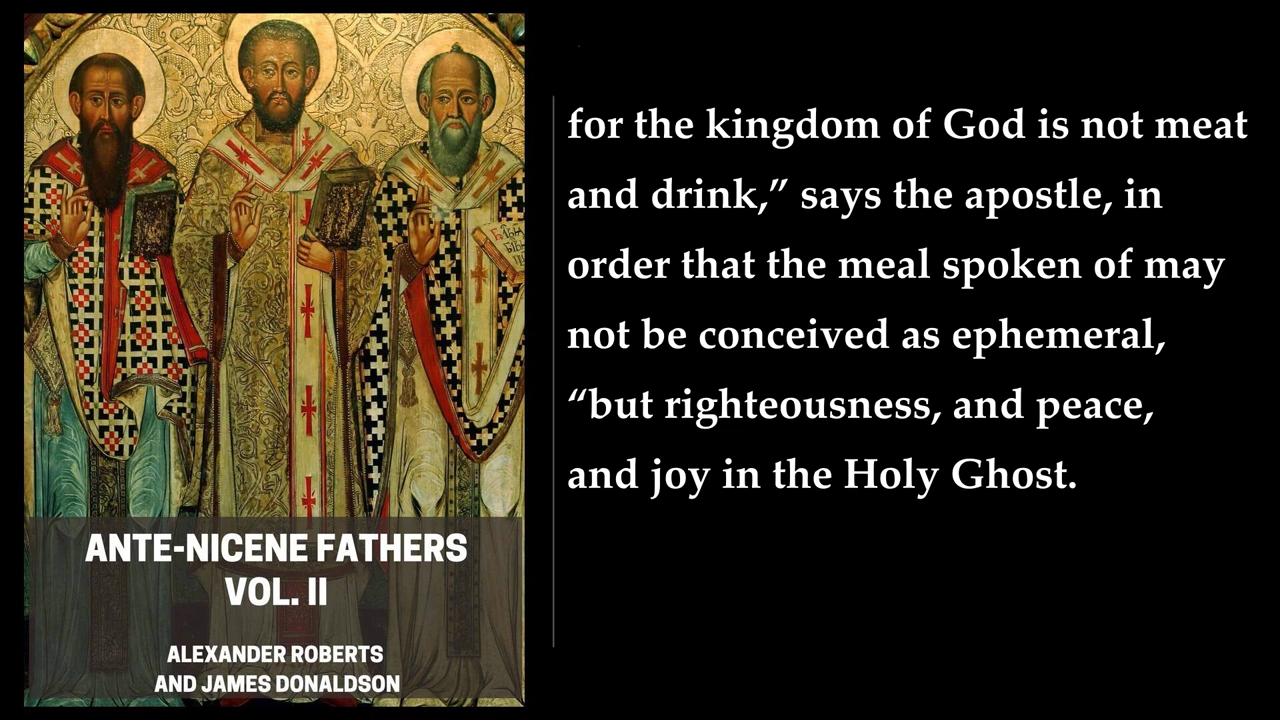 for the kingdom of God is not meat
and drink,” says the apostle, in
order that the meal spoken of may
not be conceived as ephemeral,
“but righteousness, and peace,
and joy in the Holy Ghost.
ANTE-NICENE FATHERS
VOL. II
ALEXANDER ROBERTS
AND JAMES DONALDSON